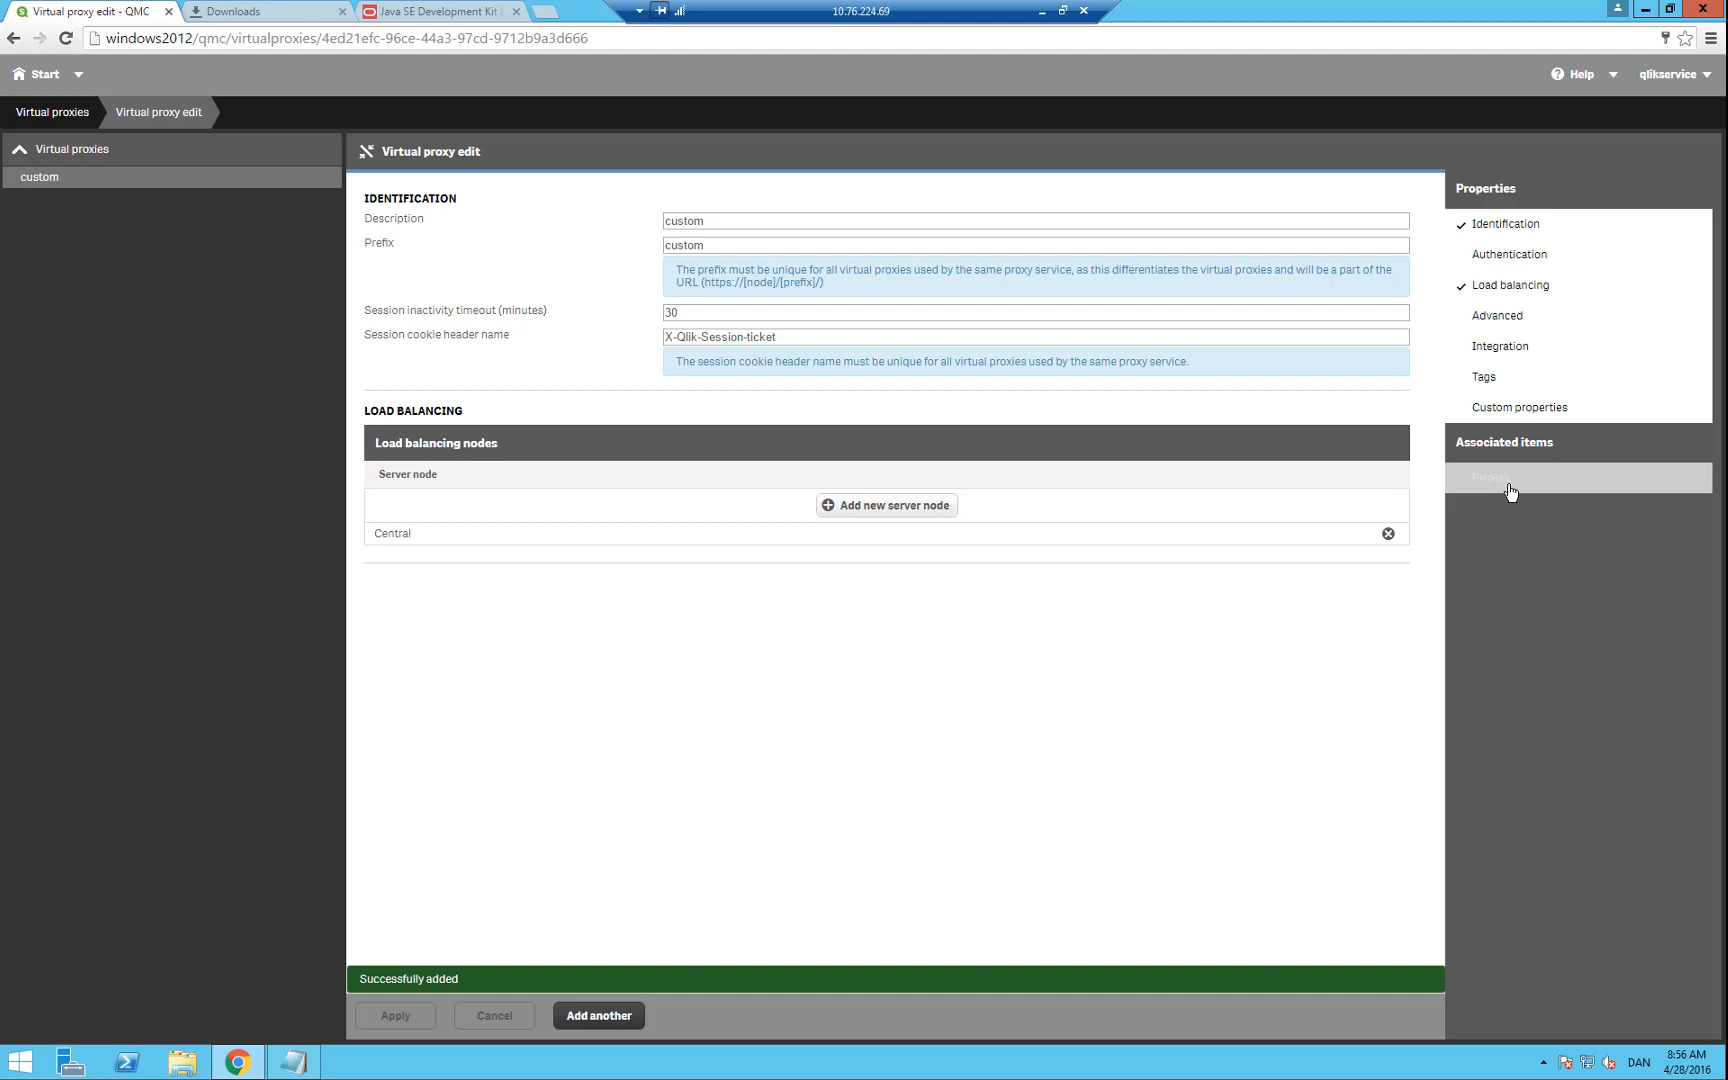 Virtual proxy edit - QMC
Downloads
Java SE Development Kit
10.76.224.69
windows2012/qmc/virtualproxies/4ed21efc-96ce-44a3-97cd-9712b9a3d666
Start
Help
qlikservice
Virtual proxies
Virtual proxy edit
Virtual proxies
custom
Virtual proxy edit
IDENTIFICATION
Description
custom
Prefix
custom
The prefix must be unique for all virtual proxies used by the same proxy service, as this differentiates the virtual proxies and will be a part of the
URL (https://[node]/[prefix]/)
Session inactivity timeout (minutes)
30
Session cookie header name
X-Qlik-Session-ticket
The session cookie header name must be unique for all virtual proxies used by the same proxy service.
LOAD BALANCING
Load balancing nodes
Server node
Add new server node
Central
Properties
Identification
Authentication
Load balancing
Advanced
Integration
Tags
Custom properties
Associated items
Successfully added
Apply
Cancel
Add another
DAN
8:56 AM
4/28/2016